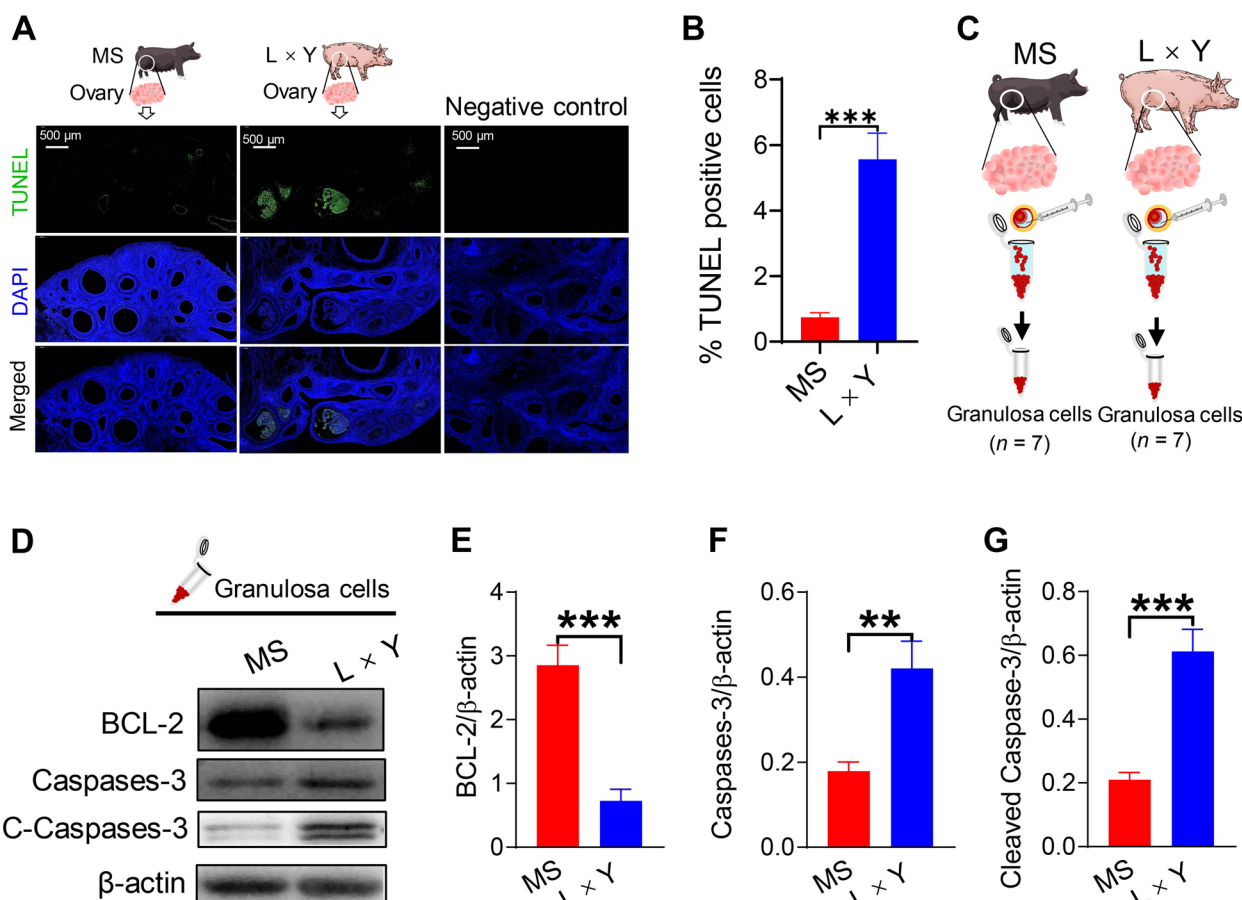 A
MS
Ovary
L × Y
Ovary
Negative control
500 µm
500 µm
500 µm
TUNEL
DAPI
Merged
B
% TUNEL positive cells
8
6
4
2
0
***
MS
L × Y
C
MS
L × Y
Granulosa cells
(n = 7)
Granulosa cells
(n = 7)
D
Granulosa cells
MS
L × Y
BCL-2
Caspases-3
C-Caspases-3
β-actin
E
BCL-2/β-actin
4
3
2
1
0
***
MS
L × Y
F
Caspases-3/β-actin
0.6
0.4
0.2
0.0
**
MS
L × Y
G
Cleaved Caspase-3/β-actin
0.8
0.6
0.4
0.2
0.0
***
MS
L × Y